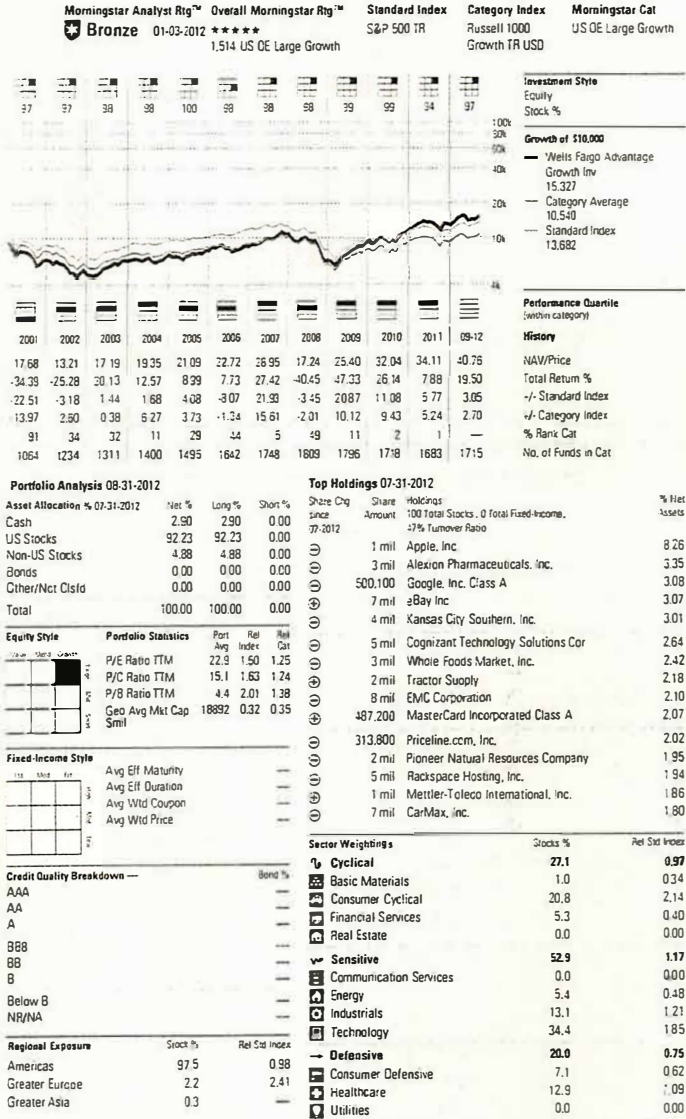 Morningstar Analyst Rtg™ Overall Morningstar Rtg™ Standard Index Category Index Morningstar Cat
Bronze 01-03-2012 ★★★★★ S&P 500 TR Russell 1000 US OE Large Growth
1,514 US OE Large Growth Growth TR USD
97 97 98 98 100 98 98 98 99 99 94 97
Investment Style
Equity
Stock %
100k
80k
60k
40k
20k
10k
4k
Growth of $10,000
Wells Fargo Advantage
Growth Inv
15,327
Category Average
10,540
Standard Index
13,682
Performance Quartile
(within category)
2001 2002 2003 2004 2005 2006 2007 2008 2009 2010 2011 09-12 History
17.68 13.21 17.19 19.35 21.09 22.72 28.95 17.24 25.40 32.04 34.11 40.76 NAV/Price
-34.39 -25.28 30.13 12.57 8.99 7.73 27.42 -40.45 47.33 26.14 7.88 19.50 Total Return %
-22.51 -3.18 1.44 1.68 4.08 -8.07 21.93 -3.45 20.87 11.08 5.77 3.05 +/- Standard Index
-13.97 2.60 0.38 6.27 3.73 -1.34 15.61 -2.01 10.12 9.43 5.24 2.70 +/- Category Index
91 34 32 11 29 44 5 49 11 2 1 — % Rank Cat
1064 1234 1311 1400 1495 1642 1748 1809 1796 1718 1683 1715 No. of Funds in Cat
Portfolio Analysis 08-31-2012
Asset Allocation % 07-31-2012 Net % Long % Short %
Cash 2.90 2.90 0.00
US Stocks 92.23 92.23 0.00
Non-US Stocks 4.88 4.88 0.00
Bonds 0.00 0.00 0.00
Other/Not Clsfd 0.00 0.00 0.00
Total 100.00 100.00 0.00
Equity Style
Value Blend Growth
Portfolio Statistics Port Avg Rel Index Rel Cat
P/E Ratio TTM 22.9 1.50 1.25
P/C Ratio TTM 15.1 1.63 1.24
P/B Ratio TTM 4.4 2.01 1.38
Geo Avg Mkt Cap $mil 18892 0.32 0.35
Fixed-Income Style
Ltd Mod Ext
Avg Eff Maturity —
Avg Eff Duration —
Avg Wtd Coupon —
Avg Wtd Price —
Credit Quality Breakdown — Bond %
AAA —
AA —
A —
BBB —
BB —
B —
Below B —
NR/NA —
Regional Exposure Stock % Rel Std Index
Americas 97.5 0.98
Greater Europe 2.2 2.41
Greater Asia 0.3 —
Top Holdings 07-31-2012
Share Chg since 07-2012 Share Amount Holdings % Net Assets
100 Total Stocks , 0 Total Fixed-Income,
47% Turnover Ratio
1 mil Apple, Inc. 8.26
3 mil Alexion Pharmaceuticals, Inc. 3.35
500,100 Google, Inc. Class A 3.08
7 mil eBay Inc 3.07
4 mil Kansas City Southern, Inc. 3.01
5 mil Cognizant Technology Solutions Cor 2.64
3 mil Whole Foods Market, Inc. 2.42
2 mil Tractor Supply 2.18
8 mil EMC Corporation 2.10
487,200 MasterCard Incorporated Class A 2.07
313,800 Priceline.com, Inc. 2.02
2 mil Pioneer Natural Resources Company 1.95
5 mil Rackspace Hosting, Inc. 1.94
1 mil Mettler-Toledo International, Inc. 1.86
7 mil CarMax, Inc. 1.80
Sector Weightings Stocks % Rel Std Index
Cyclical 27.1 0.97
Basic Materials 1.0 0.34
Consumer Cyclical 20.8 2.14
Financial Services 5.3 0.40
Real Estate 0.0 0.00
Sensitive 52.9 1.17
Communication Services 0.0 0.00
Energy 5.4 0.48
Industrials 13.1 1.21
Technology 34.4 1.85
Defensive 20.0 0.75
Consumer Defensive 7.1 0.62
Healthcare 12.9 1.09
Utilities 0.0 0.00